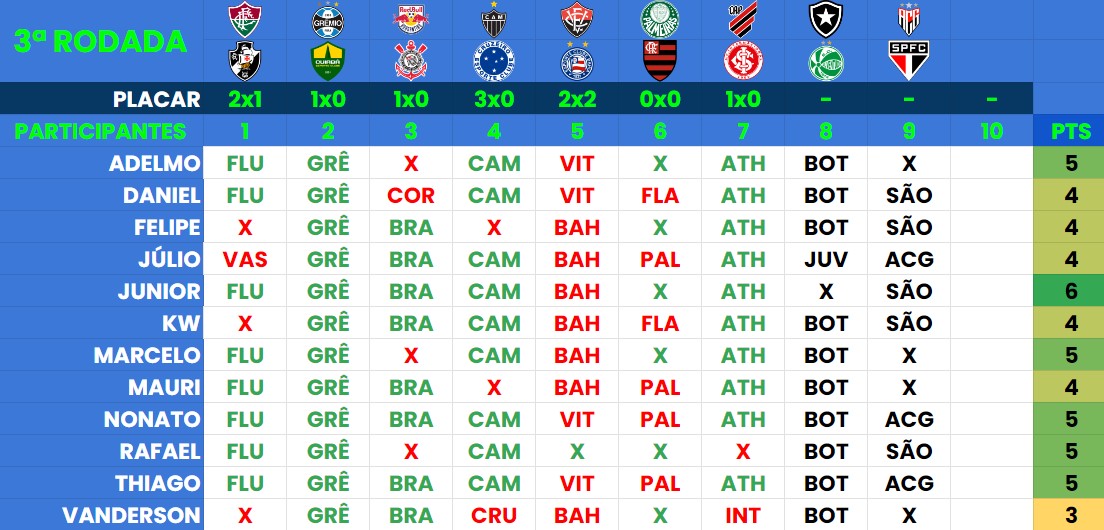 3ª RODADA
PLACAR 2x1 1x0 1x0 3x0 2x2 0x0 1x0 - - -
PARTICIPANTES 1 2 3 4 5 6 7 8 9 10 PTS
ADELMO FLU GRÊ X CAM VIT X ATH BOT X 5
DANIEL FLU GRÊ COR CAM VIT FLA ATH BOT SÃO 4
FELIPE X GRÊ BRA X BAH X ATH BOT SÃO 4
JÚLIO VAS GRÊ BRA CAM BAH PAL ATH JUV ACG 4
JUNIOR FLU GRÊ BRA CAM BAH X ATH X SÃO 6
KW X GRÊ BRA CAM BAH FLA ATH BOT SÃO 4
MARCELO FLU GRÊ X CAM BAH X ATH BOT X 5
MAURI FLU GRÊ BRA X BAH PAL ATH BOT X 4
NONATO FLU GRÊ BRA CAM VIT PAL ATH BOT ACG 5
RAFAEL FLU GRÊ X CAM X X X BOT SÃO 5
THIAGO FLU GRÊ BRA CAM VIT PAL ATH BOT ACG 5
VANDERSON X GRÊ BRA CRU BAH X INT BOT X 3